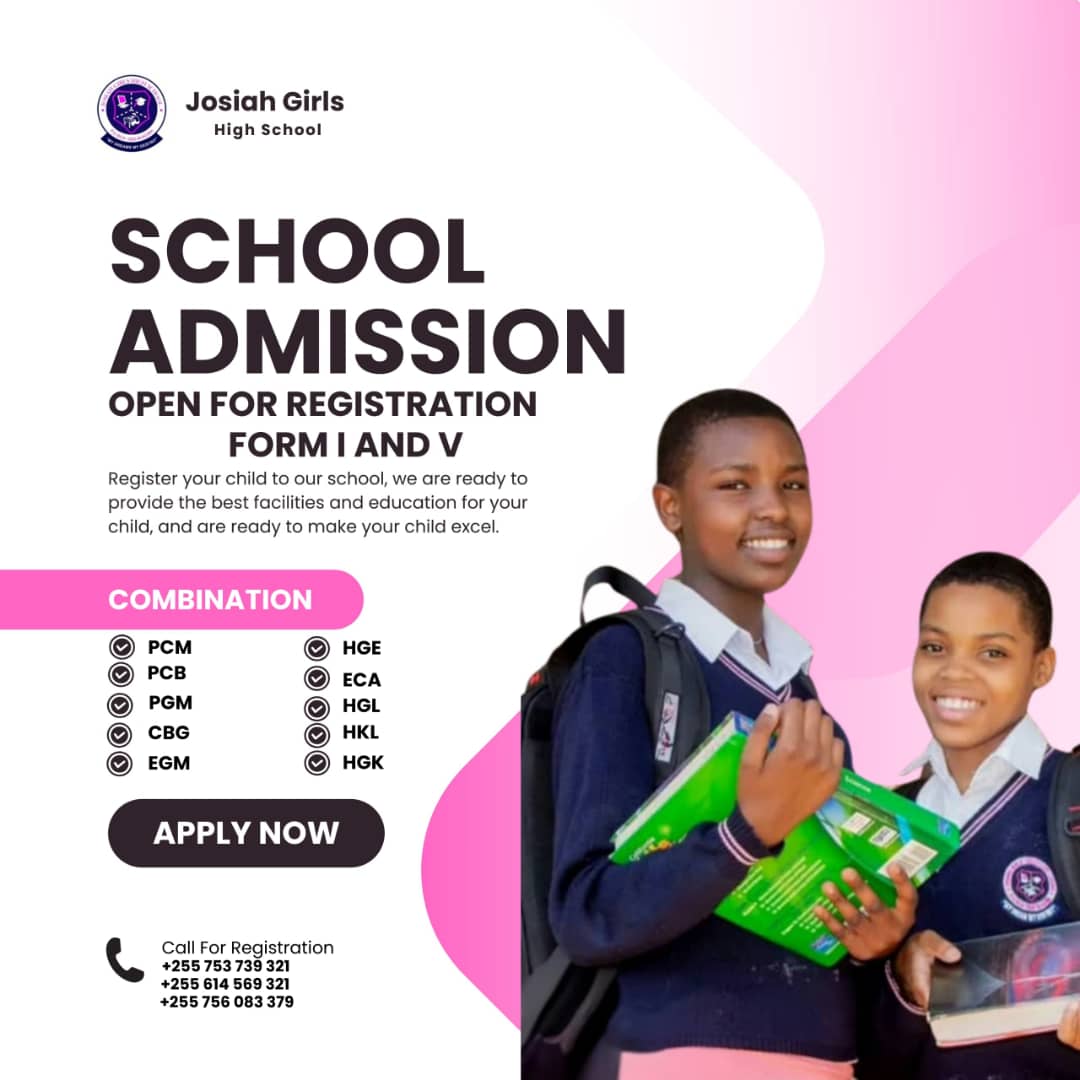 Josiah Girls
High School
SCHOOL
ADMISSION
OPEN FOR REGISTRATION
FORM I AND V
Register your child to our school, we are ready to
provide the best facilities and education for your
child, and are ready to make your child excel.
COMBINATION
PCM
PCB
PGM
CBG
EGM
HGE
ECA
HGL
HKL
HGK
APPLY NOW
Call For Registration
+255 753 739 321
+255 614 569 321
+255 756 083 379